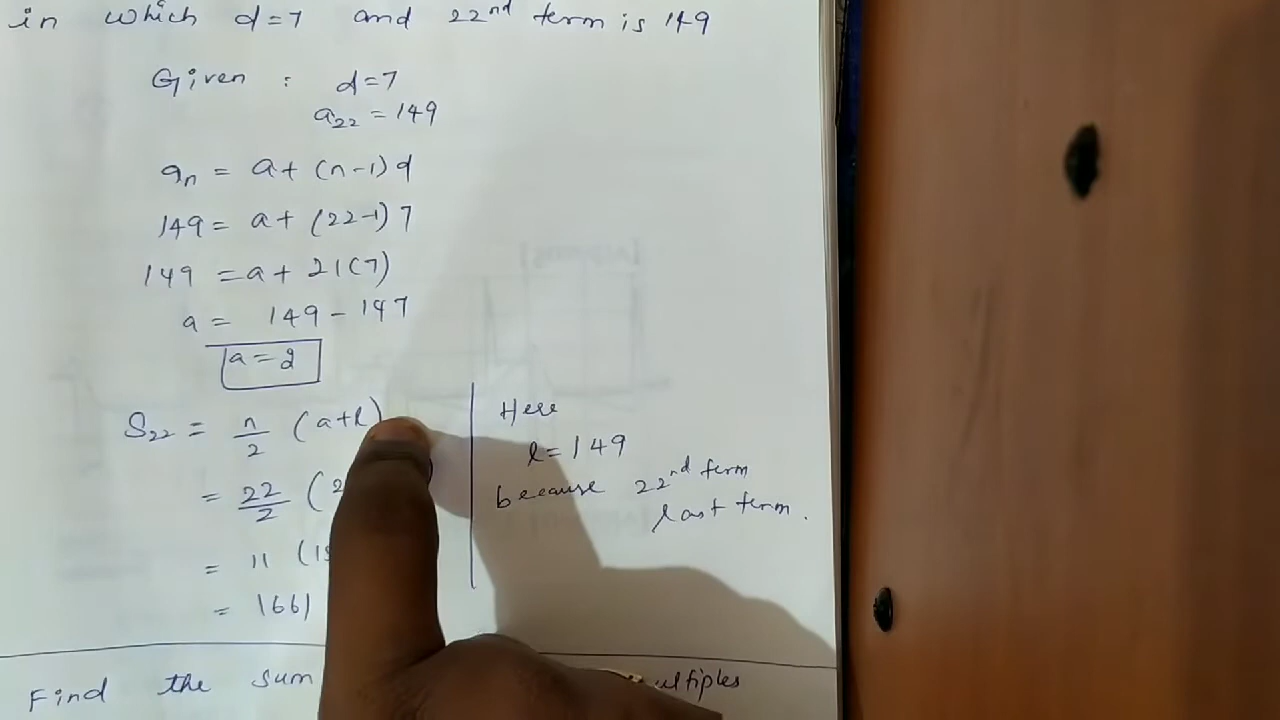 in which d=7 and 22nd term is 149
Given : d=7
a22 = 149
an = a+ (n-1) d
149= a+ (22-1) 7
149 =a+ 21(7)
a= 149 - 147
a=2
S22 = n/2 (a+l)
= 22/2 (2
= 11 (15
= 1661
Here
l=149
because 22nd term
last term.
Find the sum